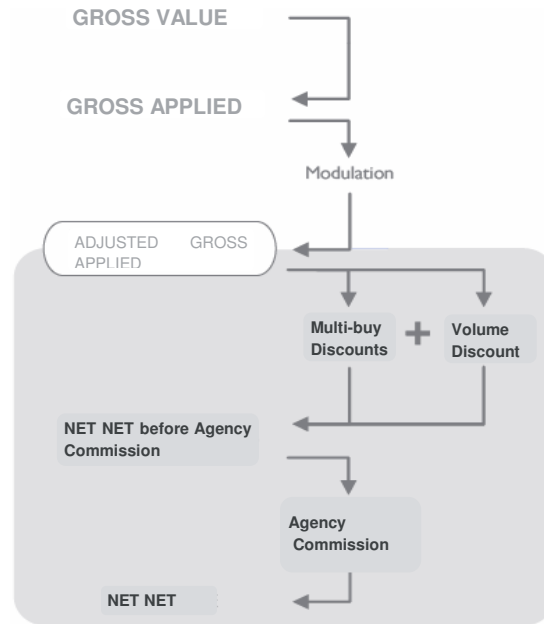 GROSS VALUE
GROSS APPLIED
Modulation
ADJUSTED GROSS
APPLIED
Multi-buy
Discounts
+
Volume
Discount
NET NET before Agency
Commission
Agency
Commission
NET NET